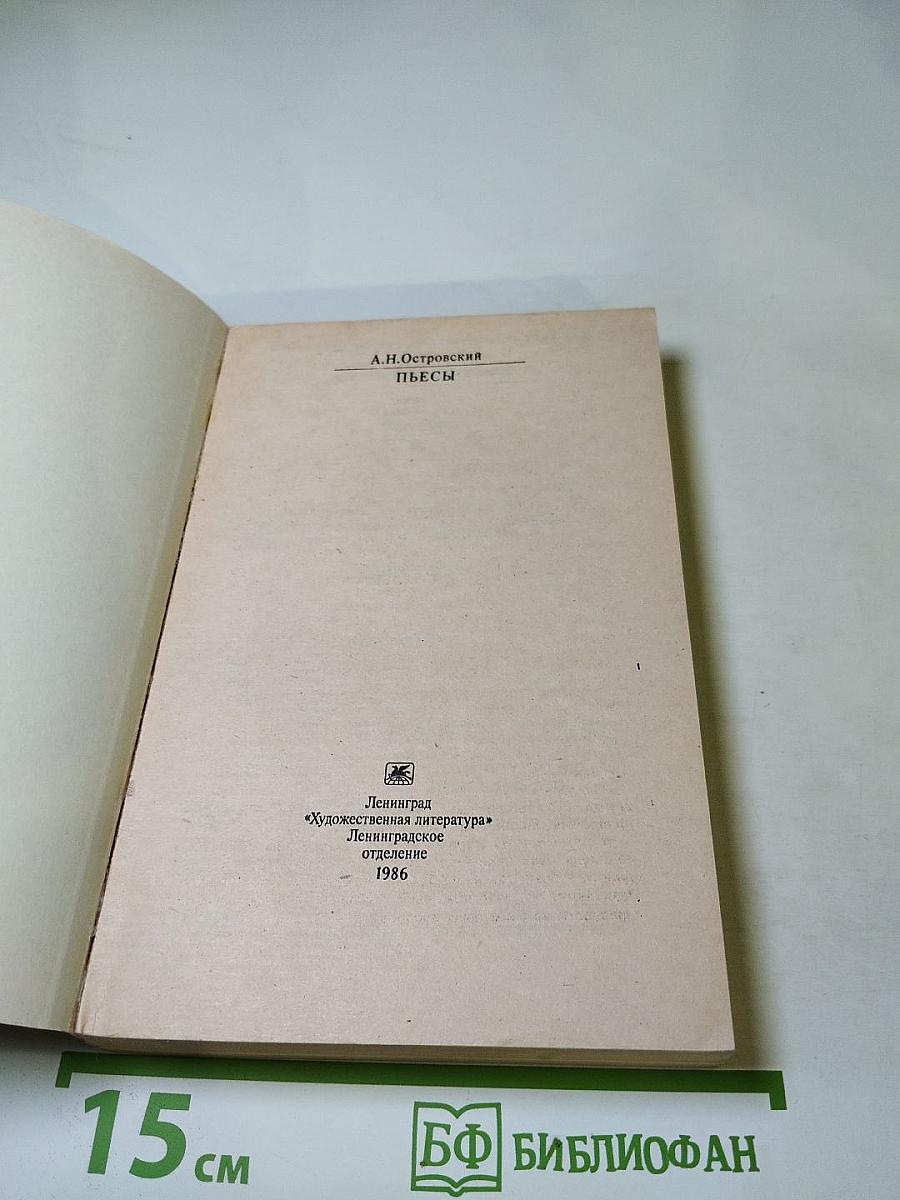 А.Н.Островский
ПЬЕСЫ
Ленинград
«Художественная литература»
Ленинградское
отделение
1986
15 см
БФ БИБЛИОФАН